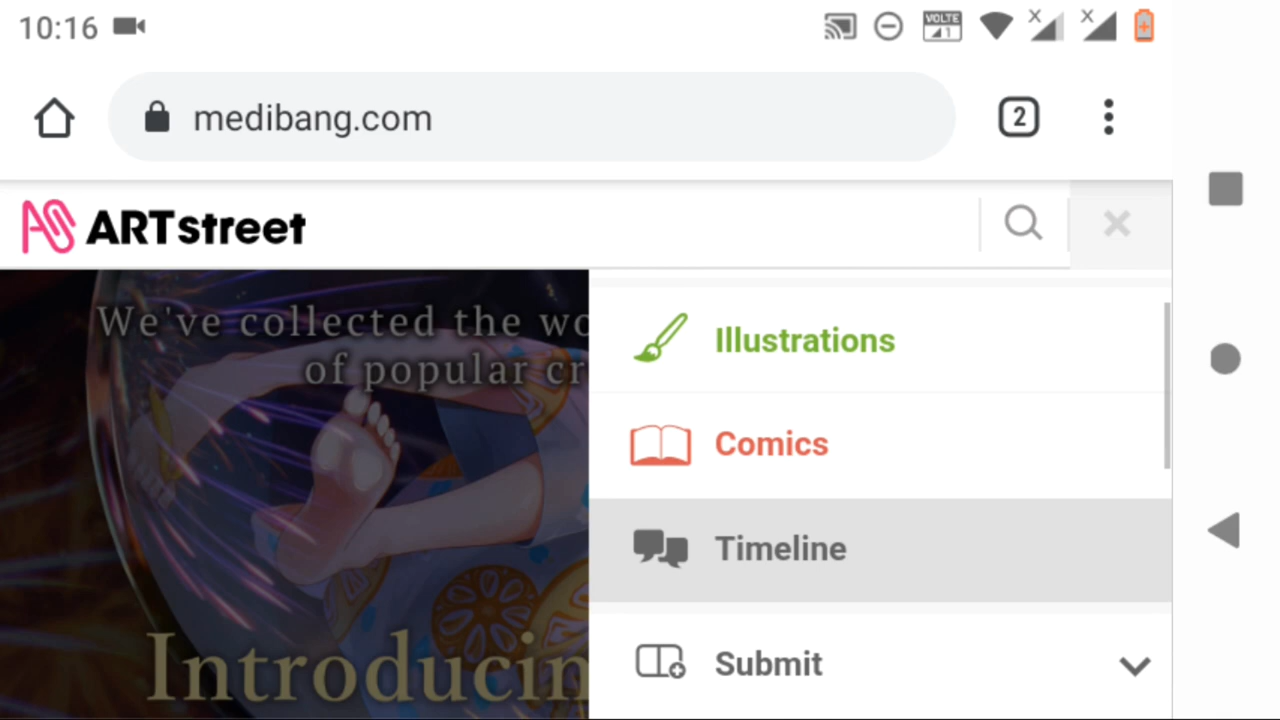 10:16
VOLTE
1
X
X
medibang.com
2
ARTstreet
We've collected the wo
of popular cr
Introducin
Illustrations
Comics
Timeline
Submit